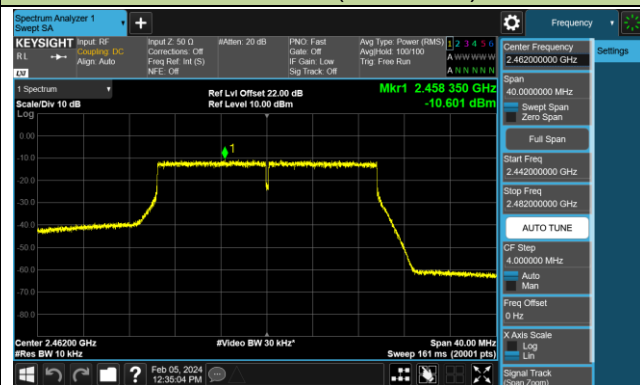 Spectrum Analyzer 1
Swept SA
Frequency
KEYSIGHT
RL
LXI
Input: RF
Coupling: DC
Align: Auto
Input Z: 50 Ω
Corrections: Off
Freq Ref: Int (S)
NFE: Off
#Atten: 20 dB
PNO: Fast
Gate: Off
IF Gain: Low
Sig Track: Off
Avg Type: Power (RMS)
Avg|Hold: 100/100
Trig: Free Run
1 2 3 4 5 6
A W W W W W
A N N N N N
1 Spectrum
Scale/Div 10 dB
Log
Ref Lvl Offset 22.00 dB
Ref Level 10.00 dBm
Mkr1 2.458 350 GHz
-10.601 dBm
1
0.00
-10.0
-20.0
-30.0
-40.0
-50.0
-60.0
-70.0
-80.0
Center 2.46200 GHz
#Res BW 10 kHz
#Video BW 30 kHz*
Span 40.00 MHz
Sweep 161 ms (20001 pts)
Feb 05, 2024
12:35:04 PM
Center Frequency
2.462000000 GHz
Settings
Span
40.0000000 MHz
Swept Span
Zero Span
Full Span
Start Freq
2.442000000 GHz
Stop Freq
2.482000000 GHz
AUTO TUNE
CF Step
4.000000 MHz
Auto
Man
Freq Offset
0 Hz
X Axis Scale
Log
Lin
Signal Track
(Span Zoom)